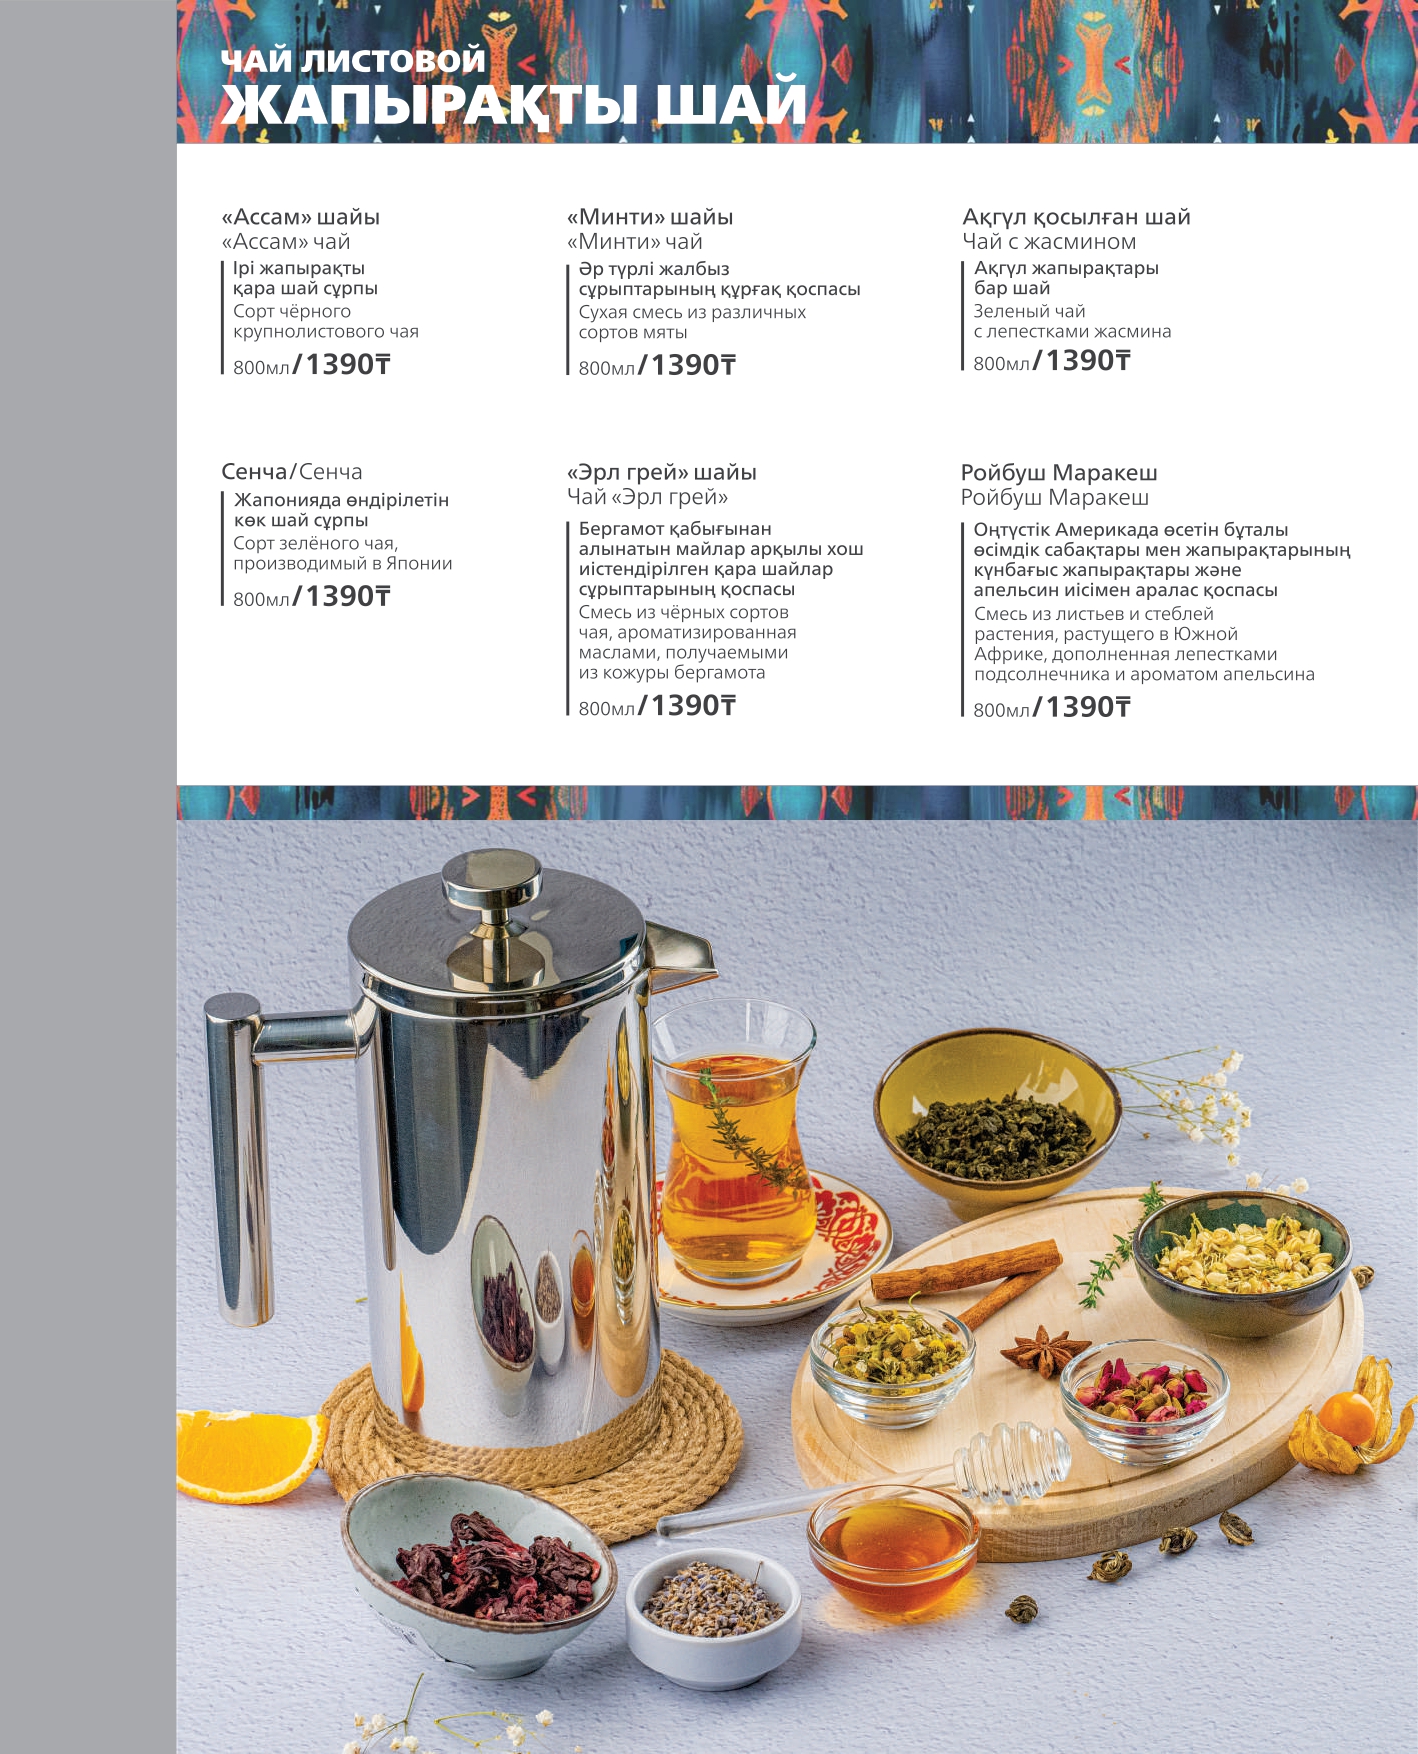 ЧАЙ ЛИСТОВОЙ
ЖАПЫРАҚТЫ ШАЙ
«Ассам» шайы
«Ассам» чай
Ірі жапырақты
қара шай сұрпы
Сорт чёрного
крупнолистового чая
800мл/1390₸
«Минти» шайы
«Минти» чай
Әр түрлі жалбыз
сұрыптарының құрғақ қоспасы
Сухая смесь из различных
сортов мяты
800мл/1390₸
Ақгүл қосылған шай
Чай с жасмином
Ақгүл жапырақтары
бар шай
Зеленый чай
с лепестками жасмина
800мл/1390₸
Сенча/Сенча
Жапонияда өндірілетін
көк шай сұрпы
Сорт зелёного чая,
производимый в Японии
800мл/1390₸
«Эрл грей» шайы
Чай «Эрл грей»
Бергамот қабығынан
алынатын майлар арқылы хош
иістендірілген қара шайлар
сұрыптарының қоспасы
Смесь из чёрных сортов
чая, ароматизированная
маслами, получаемыми
из кожуры бергамота
800мл/1390₸
Ройбуш Маракеш
Ройбуш Маракеш
Оңтүстік Америкада өсетін бұталы
өсімдік сабақтары мен жапырақтарының
күнбағыс жапырақтары және
апельсин иісімен аралас қоспасы
Смесь из листьев и стеблей
растения, растущего в Южной
Африке, дополненная лепестками
подсолнечника и ароматом апельсина
800мл/1390₸